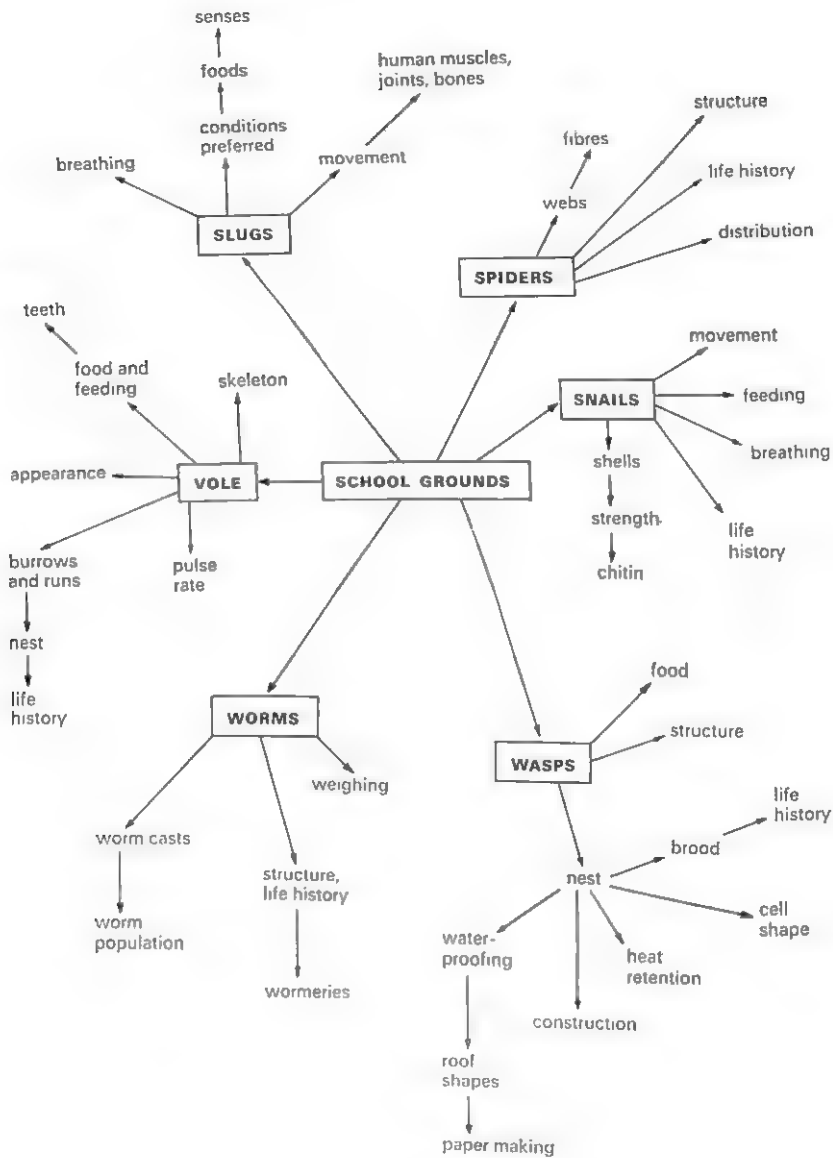 senses
foods
conditions
preferred
breathing
movement
human muscles,
joints, bones
SLUGS
fibres
webs
structure
life history
distribution
SPIDERS
teeth
food and
feeding
skeleton
appearance
VOLE
burrows
and runs
pulse
rate
nest
life
history
SCHOOL GROUNDS
SNAILS
movement
feeding
breathing
life
history
shells
strength
chitin
WORMS
weighing
worm casts
worm
population
structure,
life history
wormeries
WASPS
food
structure
nest
brood
life
history
cell
shape
heat
retention
construction
water-
proofing
roof
shapes
paper making